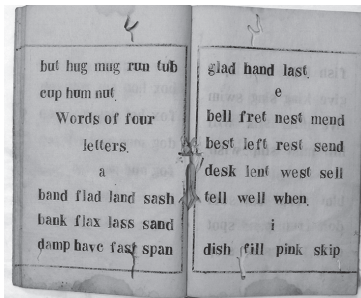 but hug mug run tub
cup hum nut
Words of four
letters.
a
band flad land sash
bank flax lass sand
damp have fast span
glad hand last
e
bell fret nest mend
best left rest send
desk lent west sell
tell well when
i
dish fill pink skip